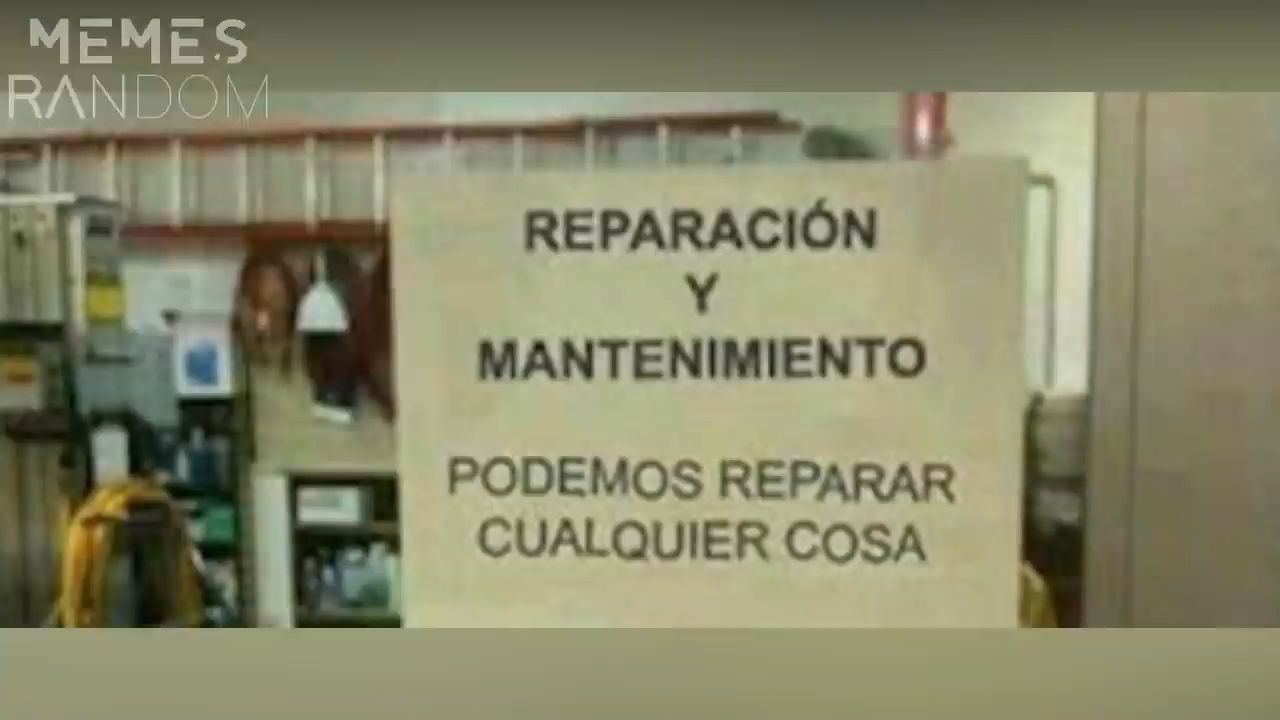 MEMES
RANDOM
REPARACIÓN
Y
MANTENIMIENTO
PODEMOS REPARAR
CUALQUIER COSA